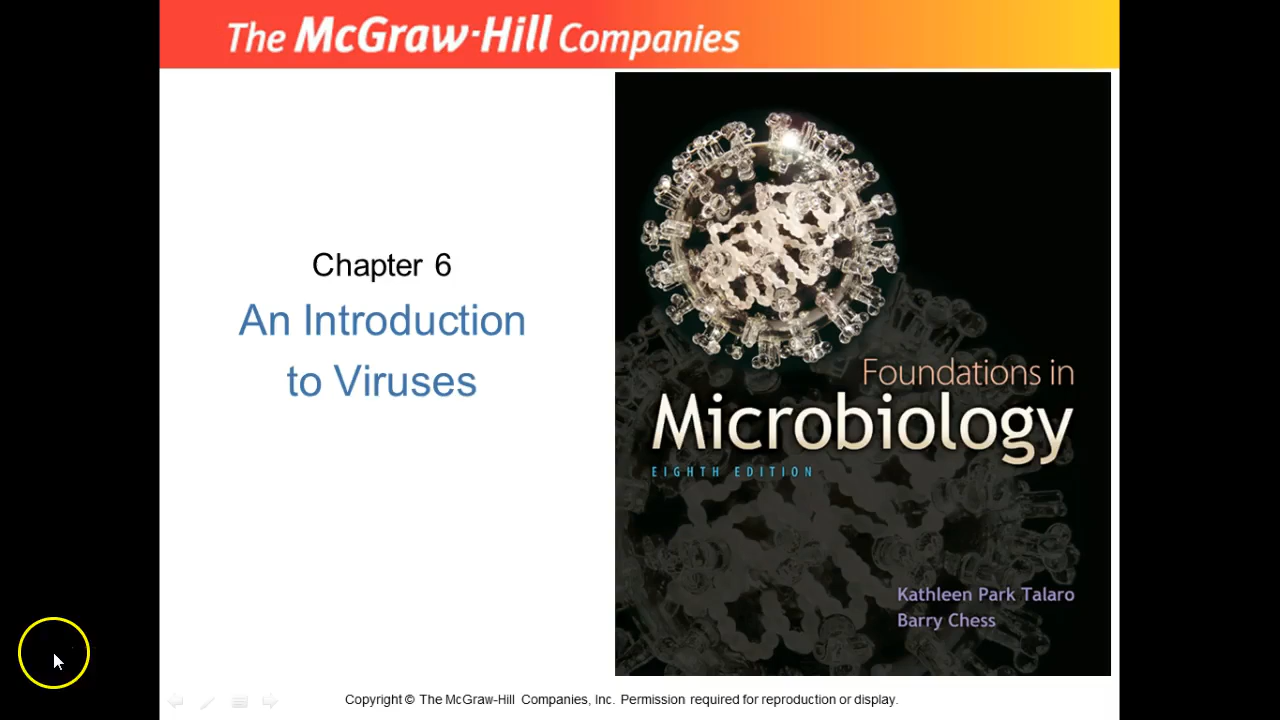 The McGraw-Hill Companies
Chapter 6
An Introduction
to Viruses
Foundations in
Microbiology
EIGHTH EDITION
Kathleen Park Talaro
Barry Chess
Copyright © The McGraw-Hill Companies, Inc. Permission required for reproduction or display.